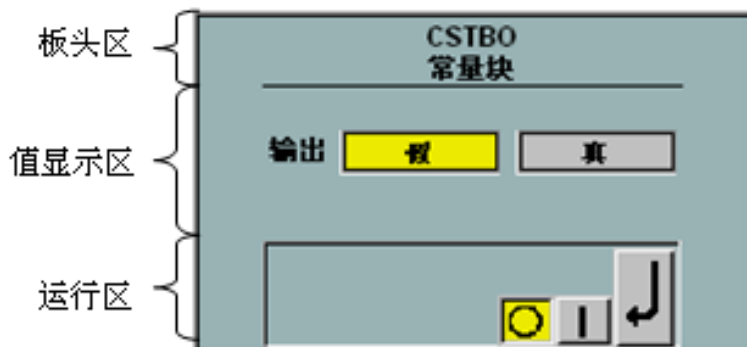 板头区
CSTBO
常量块
值显示区
输出 假 真
运行区